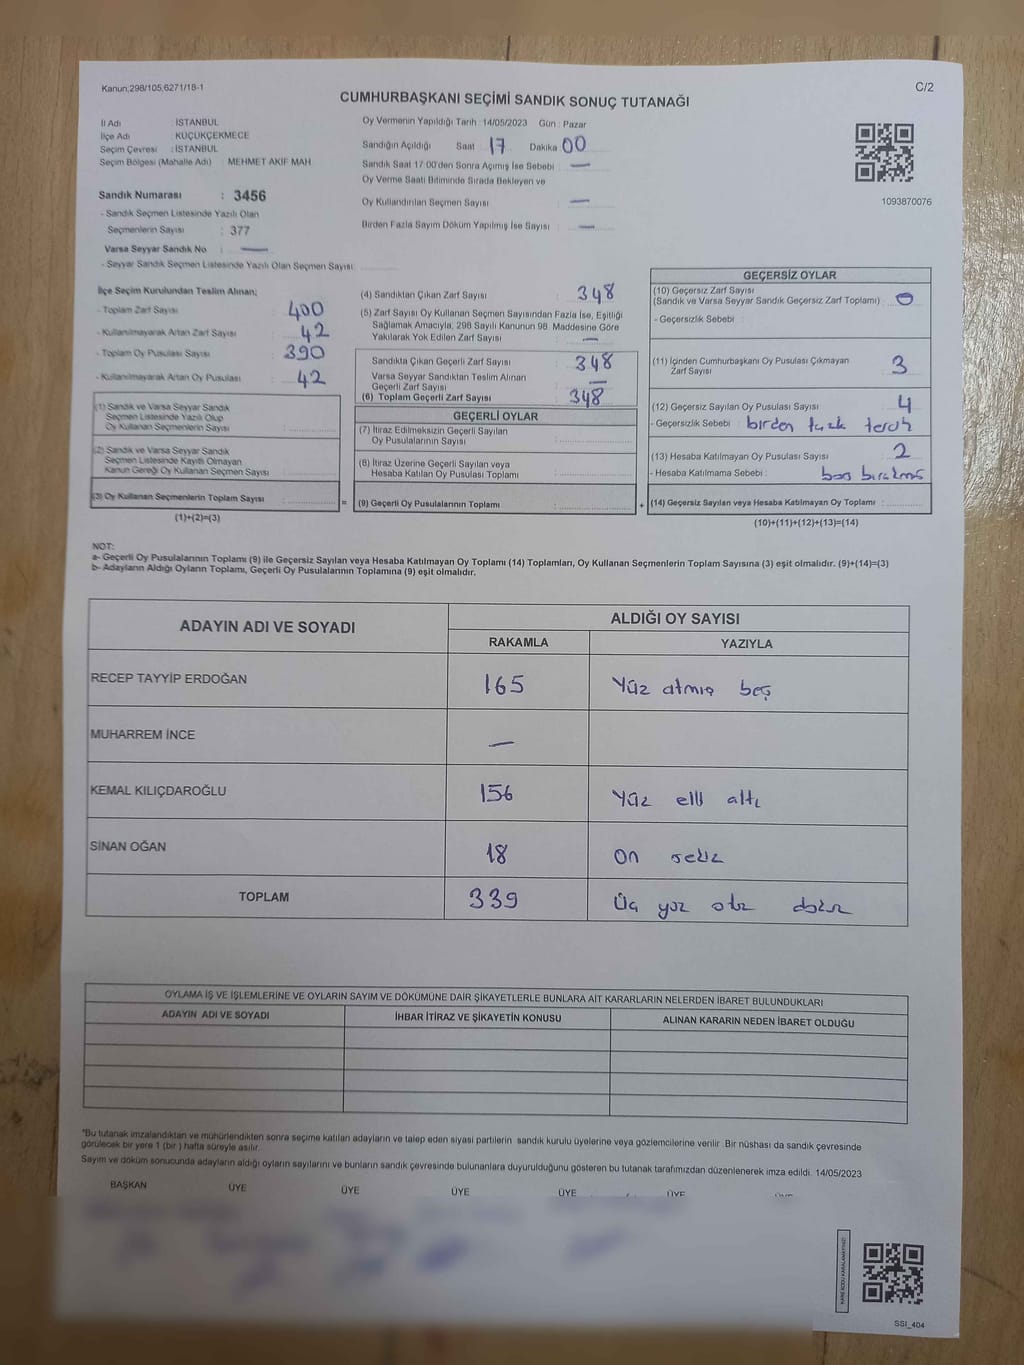 Kanun;298/105,6271/18-1
C/2
CUMHURBAŞKANI SEÇİMİ SANDIK SONUÇ TUTANAĞI
İl Adı : İSTANBUL
İlçe Adı : KÜÇÜKÇEKMECE
Seçim Çevresi : İSTANBUL
Seçim Bölgesi (Mahalle Adı) MEHMET AKİF MAH
Sandık Numarası : 3456
- Sandık Seçmen Listesinde Yazılı Olan
Seçmenlerin Sayısı : 377
Varsa Seyyar Sandık No : —
- Seyyar Sandık Seçmen Listesinde Yazılı Olan Seçmen Sayısı
Oy Vermenin Yapıldığı Tarih : 14/05/2023 Gün : Pazar
Sandığın Açıldığı Saat 17 Dakika 00
Sandık Saat 17:00'den Sonra Açımış İse Sebebi : —
Oy Verme Saati Bitiminde Sırada Bekleyen ve
Oy Kullandırılan Seçmen Sayısı : —
Birden Fazla Sayım Döküm Yapılmış İse Sayısı : —
1093870076
İlçe Seçim Kurulundan Teslim Alınan;
- Toplam Zarf Sayısı : 400
- Kullanılmayarak Artan Zarf Sayısı : 42
- Toplam Oy Pusulası Sayısı : 390
- Kullanılmayarak Artan Oy Pusulası : 42
(1) Sandık ve Varsa Seyyar Sandık
Seçmen Listesinde Yazılı Olup
Oy Kullanan Seçmenlerin Sayısı :
(2) Sandık ve Varsa Seyyar Sandık
Seçmen Listesinde Kayıtlı Olmayan
Kanun Gereği Oy Kullanan Seçmen Sayısı :
(3) Oy Kullanan Seçmenlerin Toplam Sayısı : =
(1)+(2)=(3)
(4) Sandıktan Çıkan Zarf Sayısı : 348
(5) Zarf Sayısı Oy Kullanan Seçmen Sayısından Fazla İse, Eşitliği
Sağlamak Amacıyla, 298 Sayılı Kanunun 98. Maddesine Göre
Yakılarak Yok Edilen Zarf Sayısı : —
Sandıkta Çıkan Geçerli Zarf Sayısı : 348
Varsa Seyyar Sandıktan Teslim Alınan
Geçerli Zarf Sayısı : —
(6) Toplam Geçerli Zarf Sayısı : 348
GEÇERLİ OYLAR
(7) İtiraz Edilmeksizin Geçerli Sayılan
Oy Pusulalarının Sayısı :
(8) İtiraz Üzerine Geçerli Sayılan veya
Hesaba Katılan Oy Pusulası Toplamı :
(9) Geçerli Oy Pusulalarının Toplamı : +
GEÇERSİZ OYLAR
(10) Geçersiz Zarf Sayısı
(Sandık ve Varsa Seyyar Sandık Geçersiz Zarf Toplamı) : 0
- Geçersizlik Sebebi :
(11) İçinden Cumhurbaşkanı Oy Pusulası Çıkmayan
Zarf Sayısı : 3
(12) Geçersiz Sayılan Oy Pusulası Sayısı : 4
- Geçersizlik Sebebi : birden fazla tercih
(13) Hesaba Katılmayan Oy Pusulası Sayısı : 2
- Hesaba Katılmama Sebebi : boş bırakmış
(14) Geçersiz Sayılan veya Hesaba Katılmayan Oy Toplamı :
(10)+(11)+(12)+(13)=(14)
NOT:
a- Geçerli Oy Pusulalarının Toplamı (9) ile Geçersiz Sayılan veya Hesaba Katılmayan Oy Toplamı (14) Toplamları, Oy Kullanan Seçmenlerin Toplam Sayısına (3) eşit olmalıdır. (9)+(14)=(3)
b- Adayların Aldığı Oyların Toplamı, Geçerli Oy Pusulalarının Toplamına (9) eşit olmalıdır.
ADAYIN ADI VE SOYADI
ALDIĞI OY SAYISI
RAKAMLA YAZIYLA
RECEP TAYYİP ERDOĞAN 165 Yüz atmış beş
MUHARREM İNCE —
KEMAL KILIÇDAROĞLU 156 Yüz elli altı
SİNAN OĞAN 18 on sekiz
TOPLAM 339 Üç yüz otuz dokuz
OYLAMA İŞ VE İŞLEMLERİNE VE OYLARIN SAYIM VE DÖKÜMÜNE DAİR ŞİKAYETLERLE BUNLARA AİT KARARLARIN NELERDEN İBARET BULUNDUKLARI
ADAYIN ADI VE SOYADI İHBAR İTİRAZ VE ŞİKAYETİN KONUSU ALINAN KARARIN NEDEN İBARET OLDUĞU
*Bu tutanak imzalandıktan ve mühürlendikten sonra seçime katılan adayların ve talep eden siyasi partilerin sandık kurulu üyelerine veya gözlemcilerine verilir. Bir nüshası da sandık çevresinde
görülecek bir yere 1 (bir ) hafta süreyle asılır.
Sayım ve döküm sonucunda adayların aldığı oyların sayılarını ve bunların sandık çevresinde bulunanlara duyurulduğunu gösteren bu tutanak tarafımızdan düzenlenerek imza edildi. 14/05/2023
BAŞKAN ÜYE ÜYE ÜYE ÜYE ÜYE
SSI_404